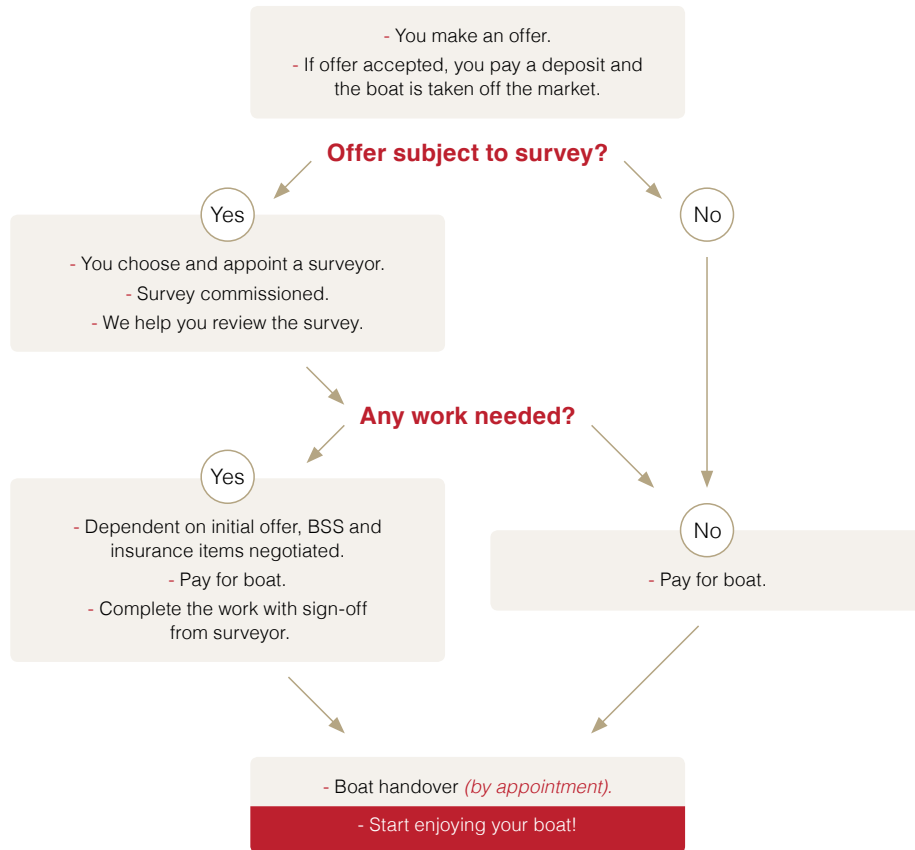 - You make an offer.
- If offer accepted, you pay a deposit and
the boat is taken off the market.
Offer subject to survey?
Yes
No
- You choose and appoint a surveyor.
- Survey commissioned.
- We help you review the survey.
Any work needed?
Yes
- Dependent on initial offer, BSS and
insurance items negotiated.
- Pay for boat.
- Complete the work with sign-off
from surveyor.
No
- Pay for boat.
- Boat handover (by appointment).
- Start enjoying your boat!